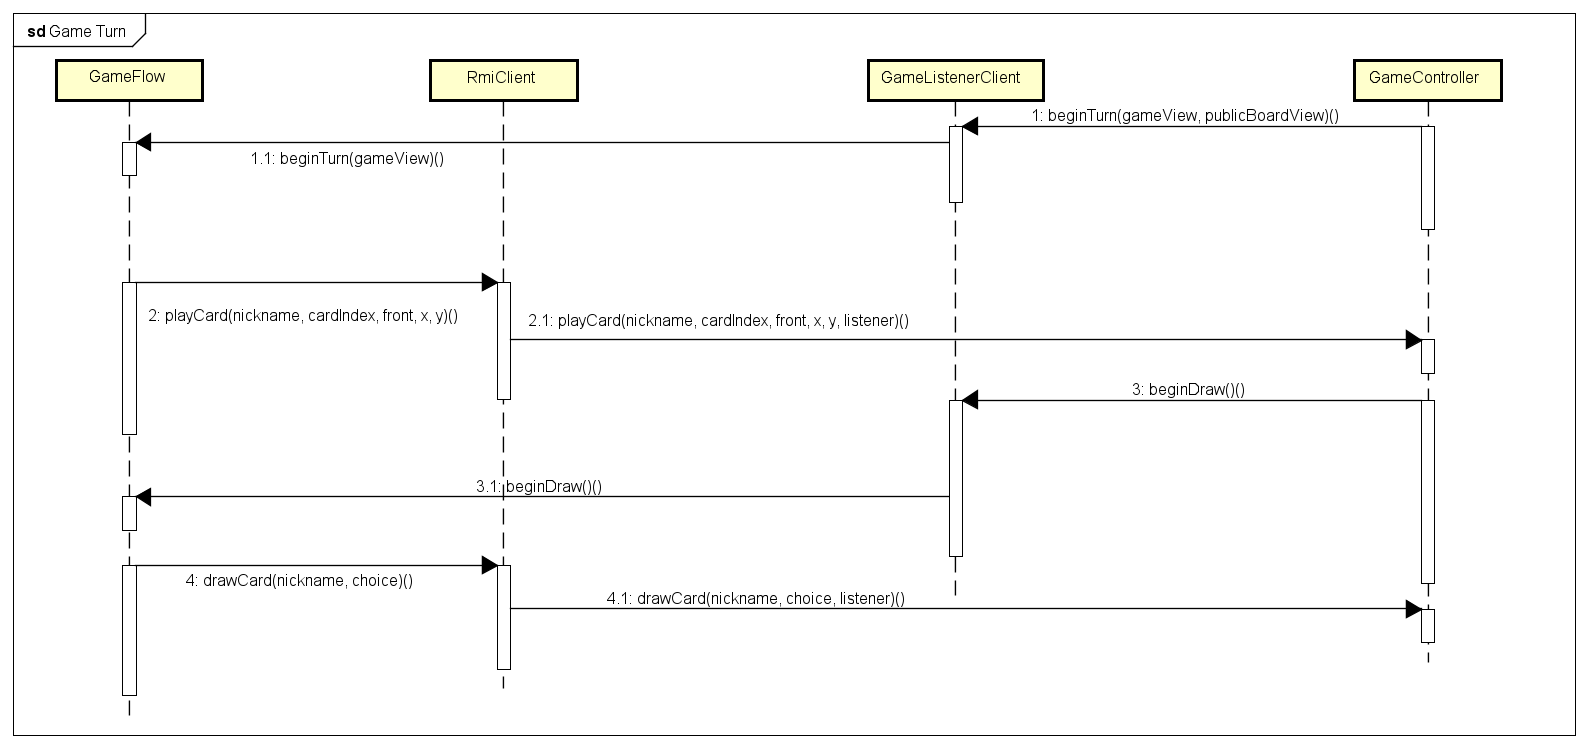 sd Game Turn
GameFlow
RmiClient
GameListenerClient
GameController
1: beginTurn(gameView, publicBoardView)()
1.1: beginTurn(gameView)()
2: playCard(nickname, cardIndex, front, x, y)()
2.1: playCard(nickname, cardIndex, front, x, y, listener)()
3: beginDraw()()
3.1: beginDraw()()
4: drawCard(nickname, choice)()
4.1: drawCard(nickname, choice, listener)()